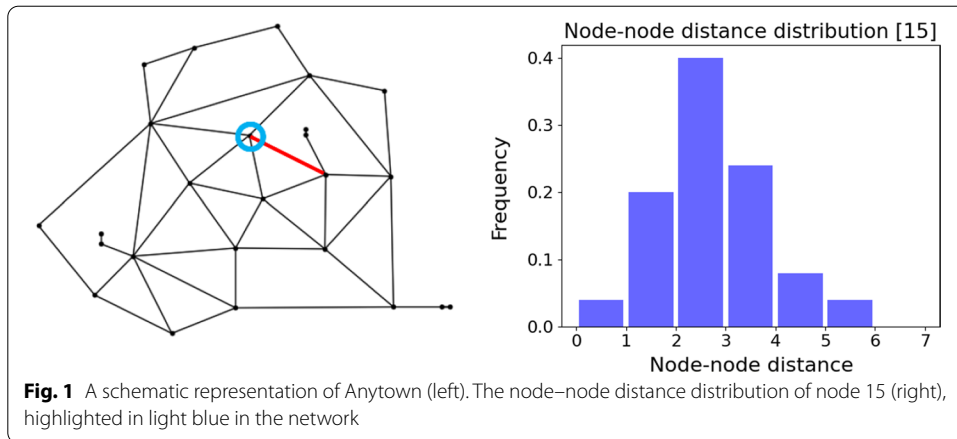 Node-node distance distribution [15]
0.4
0.3
0.2
0.1
0.0
Frequency
0 1 2 3 4 5 6 7
Node-node distance
Fig. 1 A schematic representation of Anytown (left). The node–node distance distribution of node 15 (right),
highlighted in light blue in the network